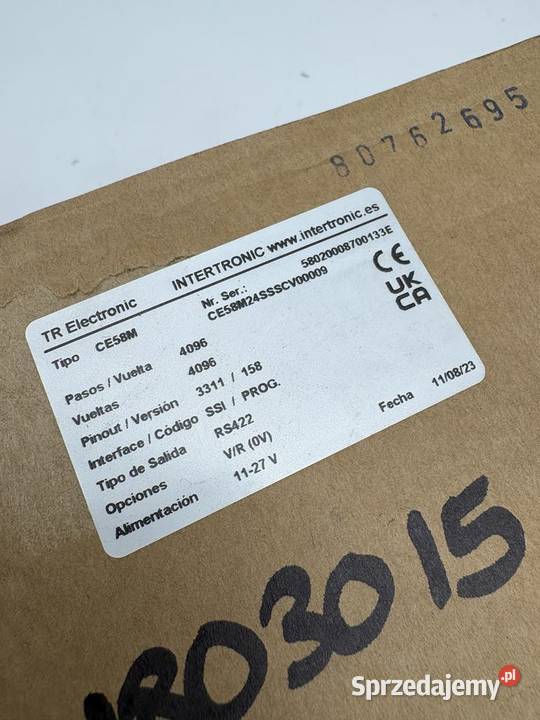 80762695
TR Electronic INTERTRONIC www.intertronic.es
Tipo CE58M Nr. Ser.: 58020008700133E
CE58M24SSSCV00009
CE
UK
CA
Pasos / Vuelta 4096
Vueltas 4096
Pinout / Versión 3311 / 158
Interface / Código SSI / PROG.
Tipo de Salida RS422
Opciones V/R (0V)
Alimentación 11-27 V
Fecha 11/08/23
R03015
Sprzedajemy.pl